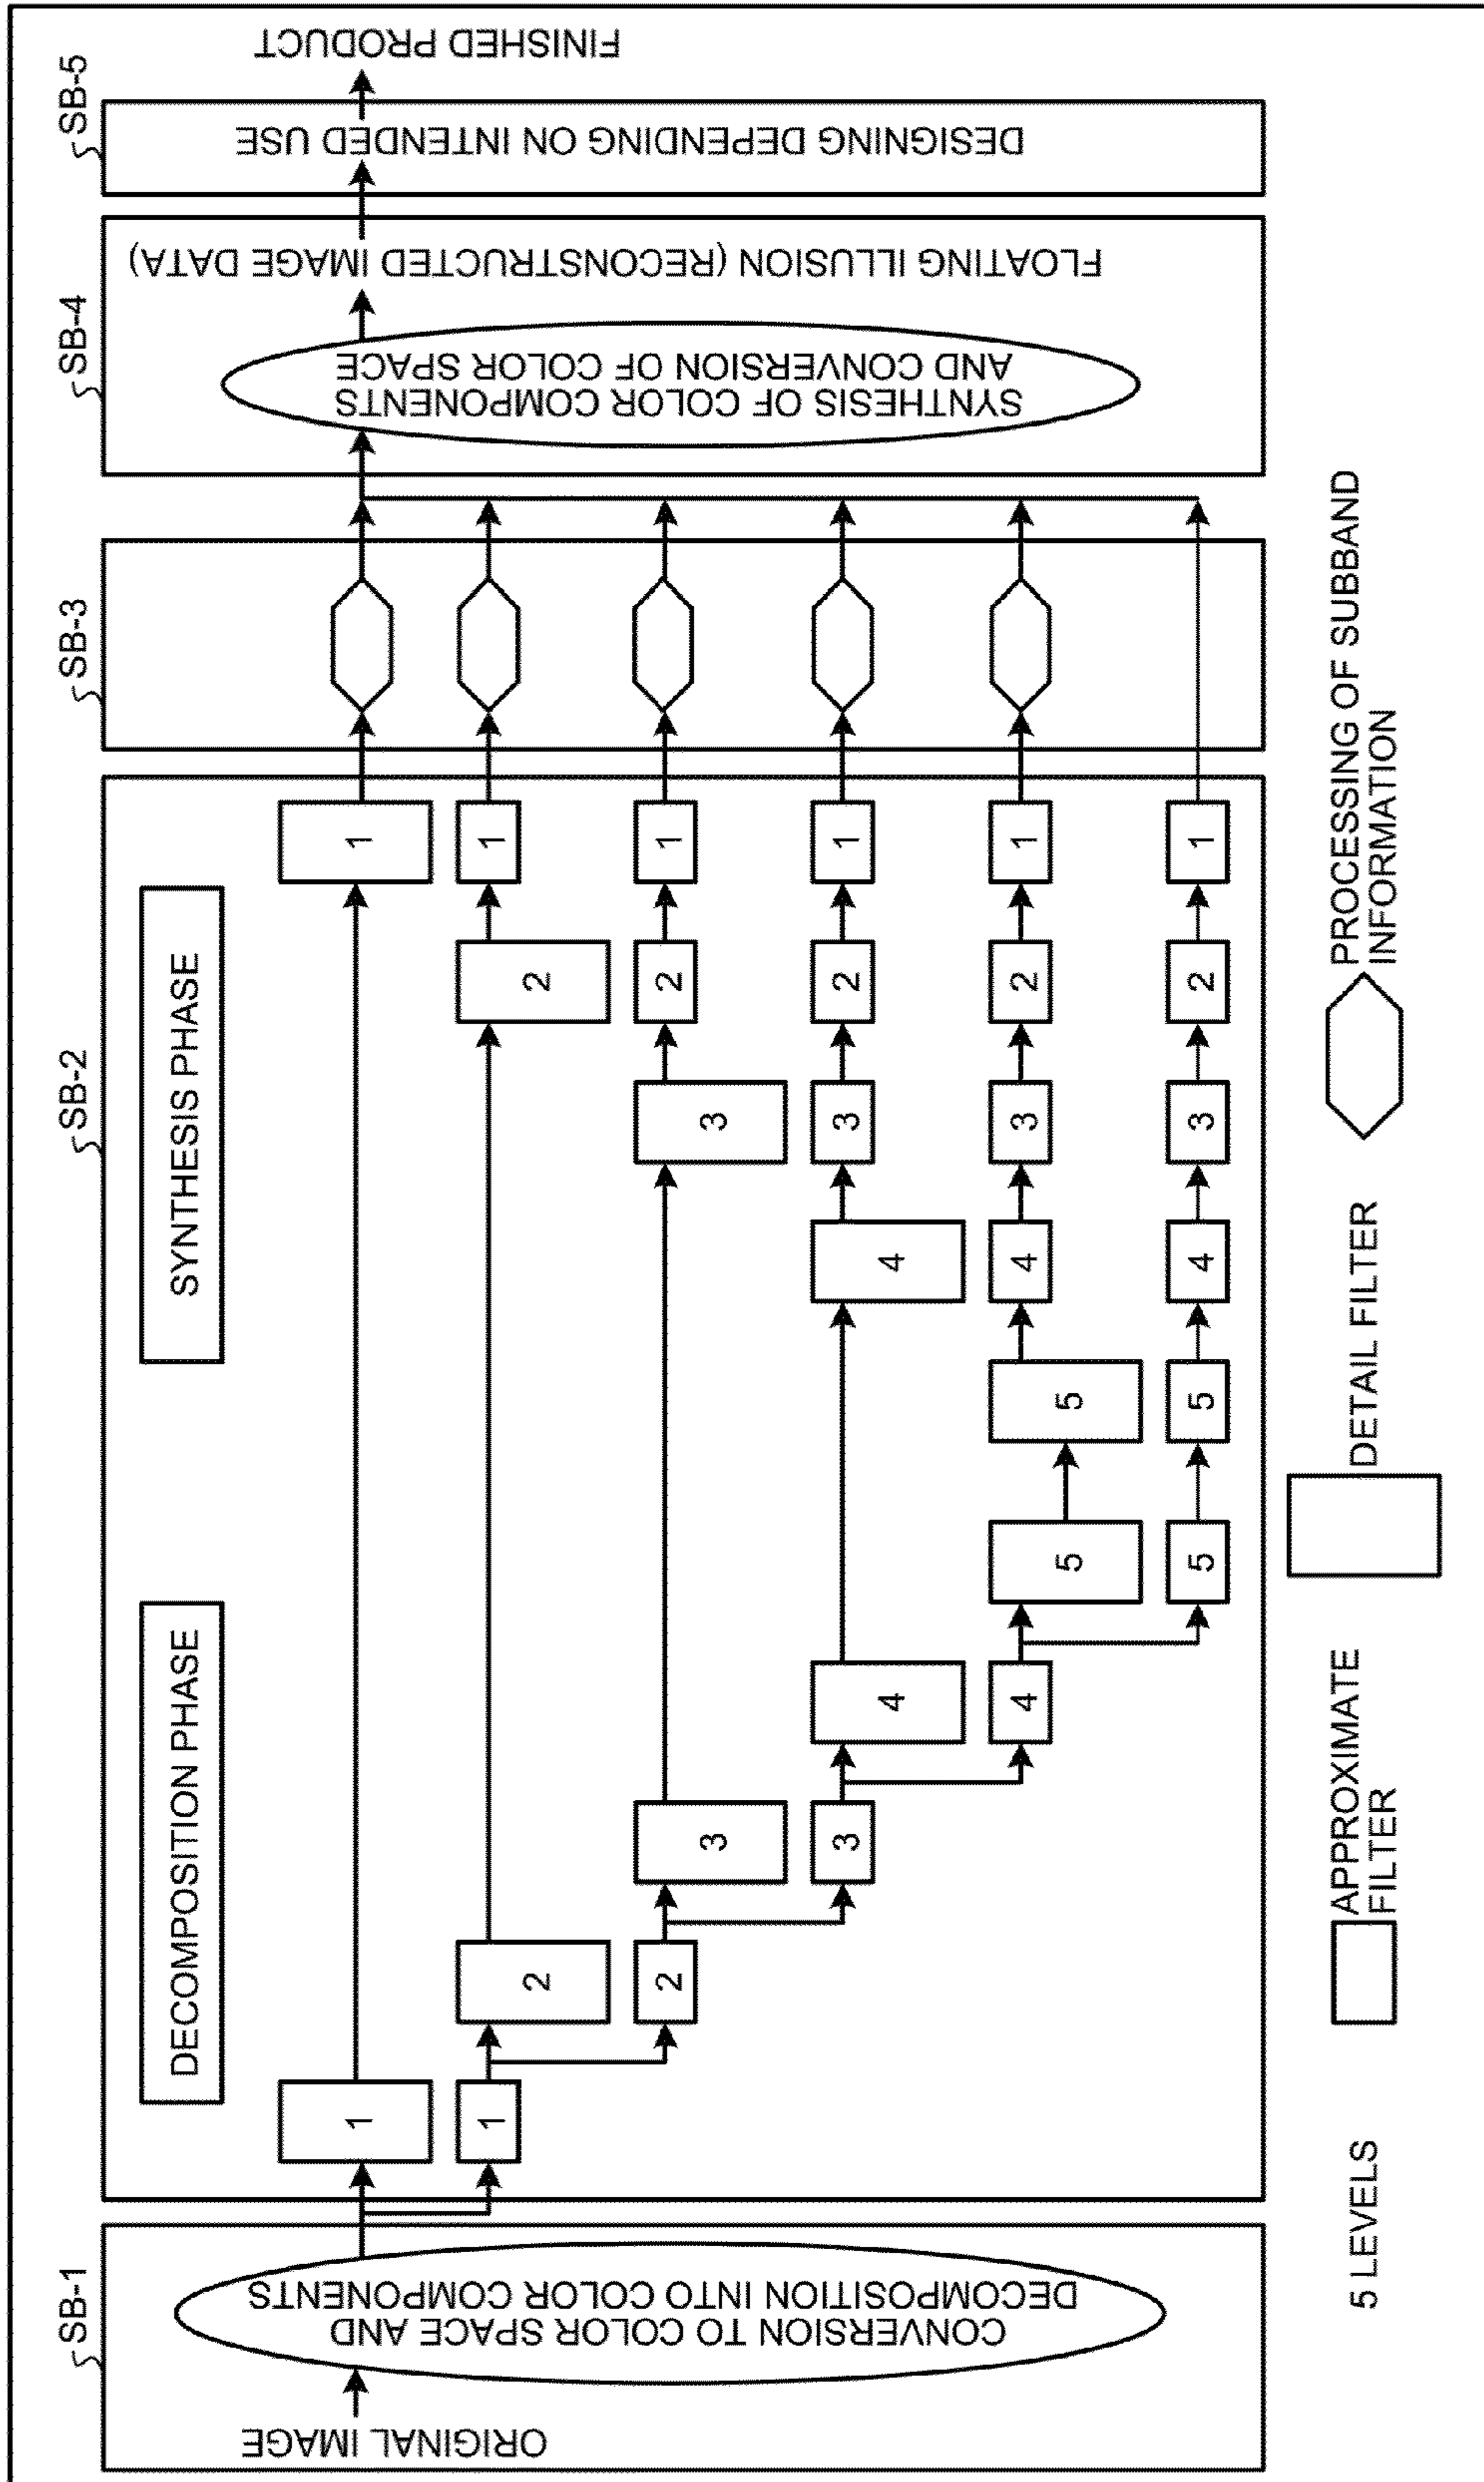 SB-1
SB-2
SB-3
SB-4
SB-5
ORIGINAL IMAGE
CONVERSION TO COLOR SPACE AND
DECOMPOSITION INTO COLOR COMPONENTS
DECOMPOSITION PHASE
SYNTHESIS PHASE
1
1
1
2
2
1
2
3
2
1
3
4
3
2
1
4
5
5
4
3
2
1
5
5
4
3
2
1
SYNTHESIS OF COLOR COMPONENTS
AND CONVERSION OF COLOR SPACE
FLOATING ILLUSION (RECONSTRUCTED IMAGE DATA)
DESIGNING DEPENDING ON INTENDED USE
FINISHED PRODUCT
5 LEVELS
APPROXIMATE
FILTER
DETAIL FILTER
PROCESSING OF SUBBAND
INFORMATION